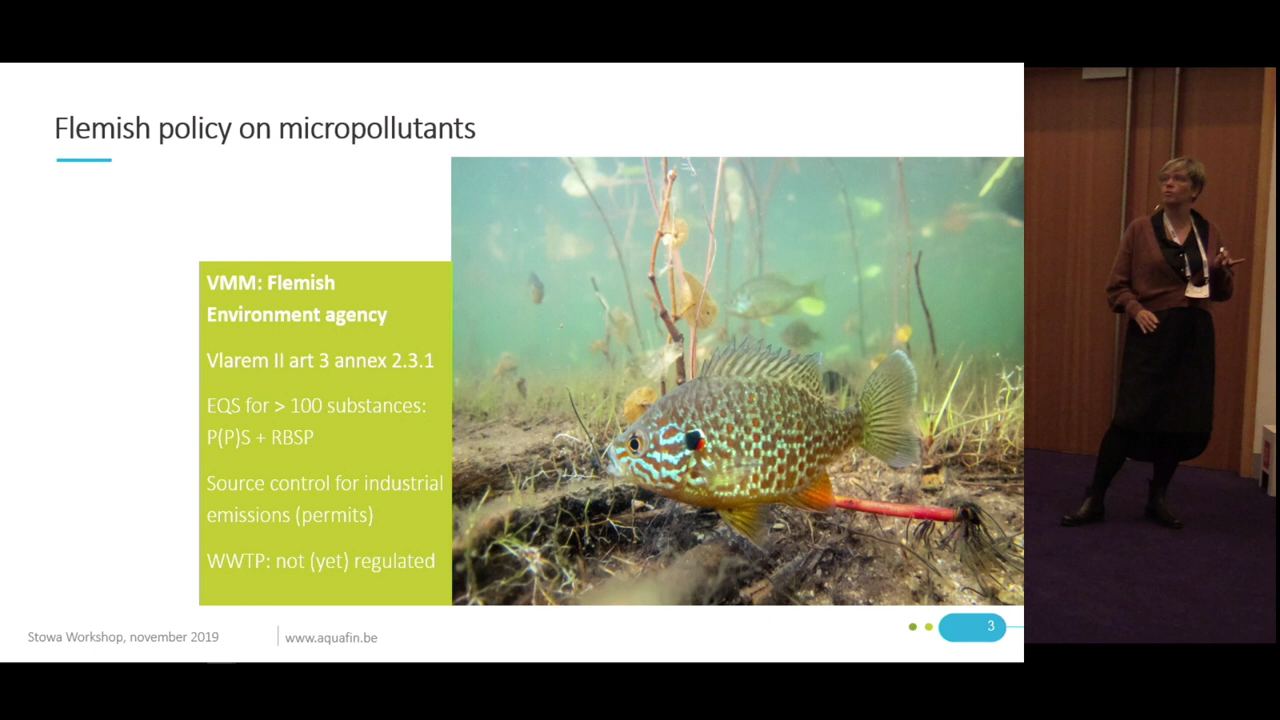 Flemish policy on micropollutants
VMM: Flemish
Environment agency
Vlarem II art 3 annex 2.3.1
EQS for > 100 substances:
P(P)S + RBSP
Source control for industrial
emissions (permits)
WWTP: not (yet) regulated
Stowa Workshop, november 2019
www.aquafin.be
3